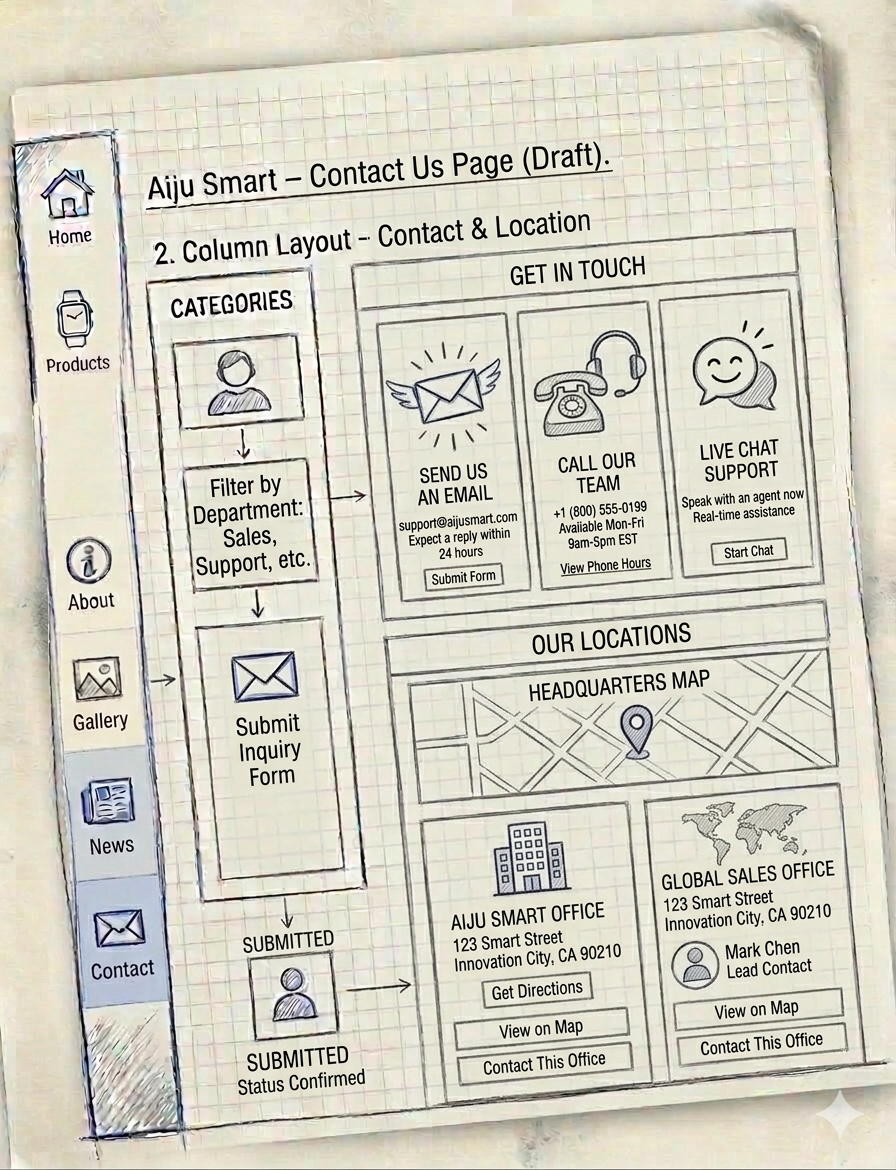 Aiju Smart – Contact Us Page (Draft).
2. Column Layout - Contact & Location
Home
Products
About
Gallery
News
Contact
CATEGORIES
Filter by
Department:
Sales,
Support, etc.
Submit
Inquiry
Form
SUBMITTED
SUBMITTED
Status Confirmed
GET IN TOUCH
SEND US
AN EMAIL
support@aijusmart.com
Expect a reply within
24 hours
Submit Form
CALL OUR
TEAM
+1 (800) 555-0199
Avaiiable Mon-Fri
9am-Spm EST
View Phone Hours
LIVE CHAT
SUPPORT
Speak with an agent now
Real-time assistance
Start Chat
OUR LOCATIONS
HEADQUARTERS MAP
AIJU SMART OFFICE
123 Smart Street
Innovation City, CA 90210
Get Directions
View on Map
Contact This Office
GLOBAL SALES OFFICE
123 Smart Street
Innovation City, CA 90210
Mark Chen
Lead Contact
View on Map
Contact This Office